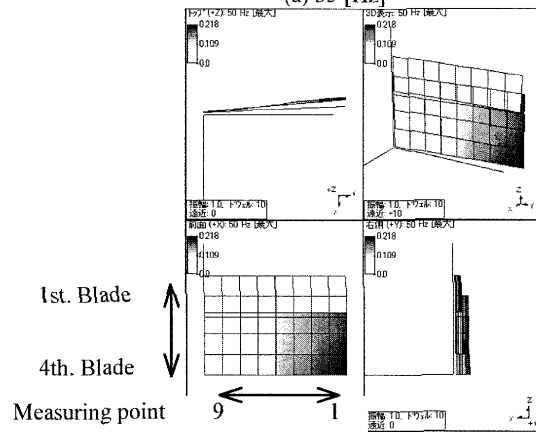 (a) 35 [Hz]
トップ (+Z): 50 Hz [最大]
0.218
0.109
0.0
+Z
Y
X
振幅: 1.0, ドウェル: 10
遠近: 0
3D表示: 50 Hz [最大]
0.218
0.109
0.0
Z
X
Y
振幅: 1.0, ドウェル: 10
遠近: +10
前面 (+X): 50 Hz [最大]
0.218
0.109
0.0
右側 (+Y): 50 Hz [最大]
0.218
0.109
0.0
Z
X
振幅: 1.0, ドウェル: 10
遠近: 0
1st. Blade
4th. Blade
Measuring point 9 1